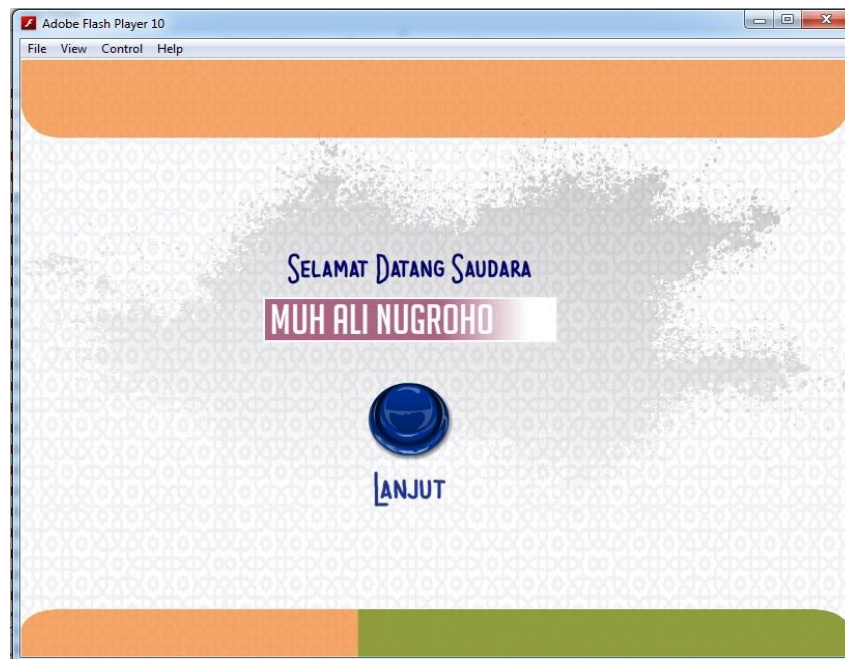 Adobe Flash Player 10
File View Control Help
SELAMAT DATANG SAUDARA
MUH ALI NUGROHO
LANJUT